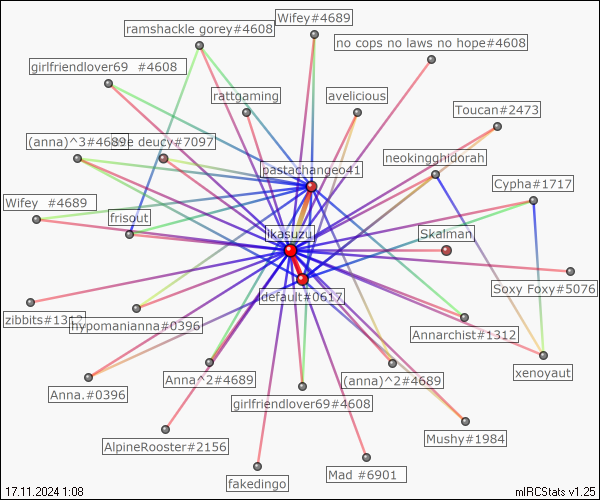 Wifey#4689
ramshackle gorey#4608
no cops no laws no hope#4608
girlfriendlover69 #4608
rattgaming
avelicious
Toucan#2473
(anna)^3#4689
deucy#7097
neokingghidorah
pastachangeo41
Cypha#1717
Wifey #4689
frisout
ikasuzu
Skalman
Soxy Foxy#5076
default#0617
zibbits#1312
hypomanianna#0396
Annarchist#1312
xenoyaut
Anna^2#4689
(anna)^2#4689
Anna.#0396
girlfriendlover69#4608
Mushy#1984
AlpineRooster#2156
Mad #6901
fakedingo
17.11.2024 1:08
mIRCStats v1.25